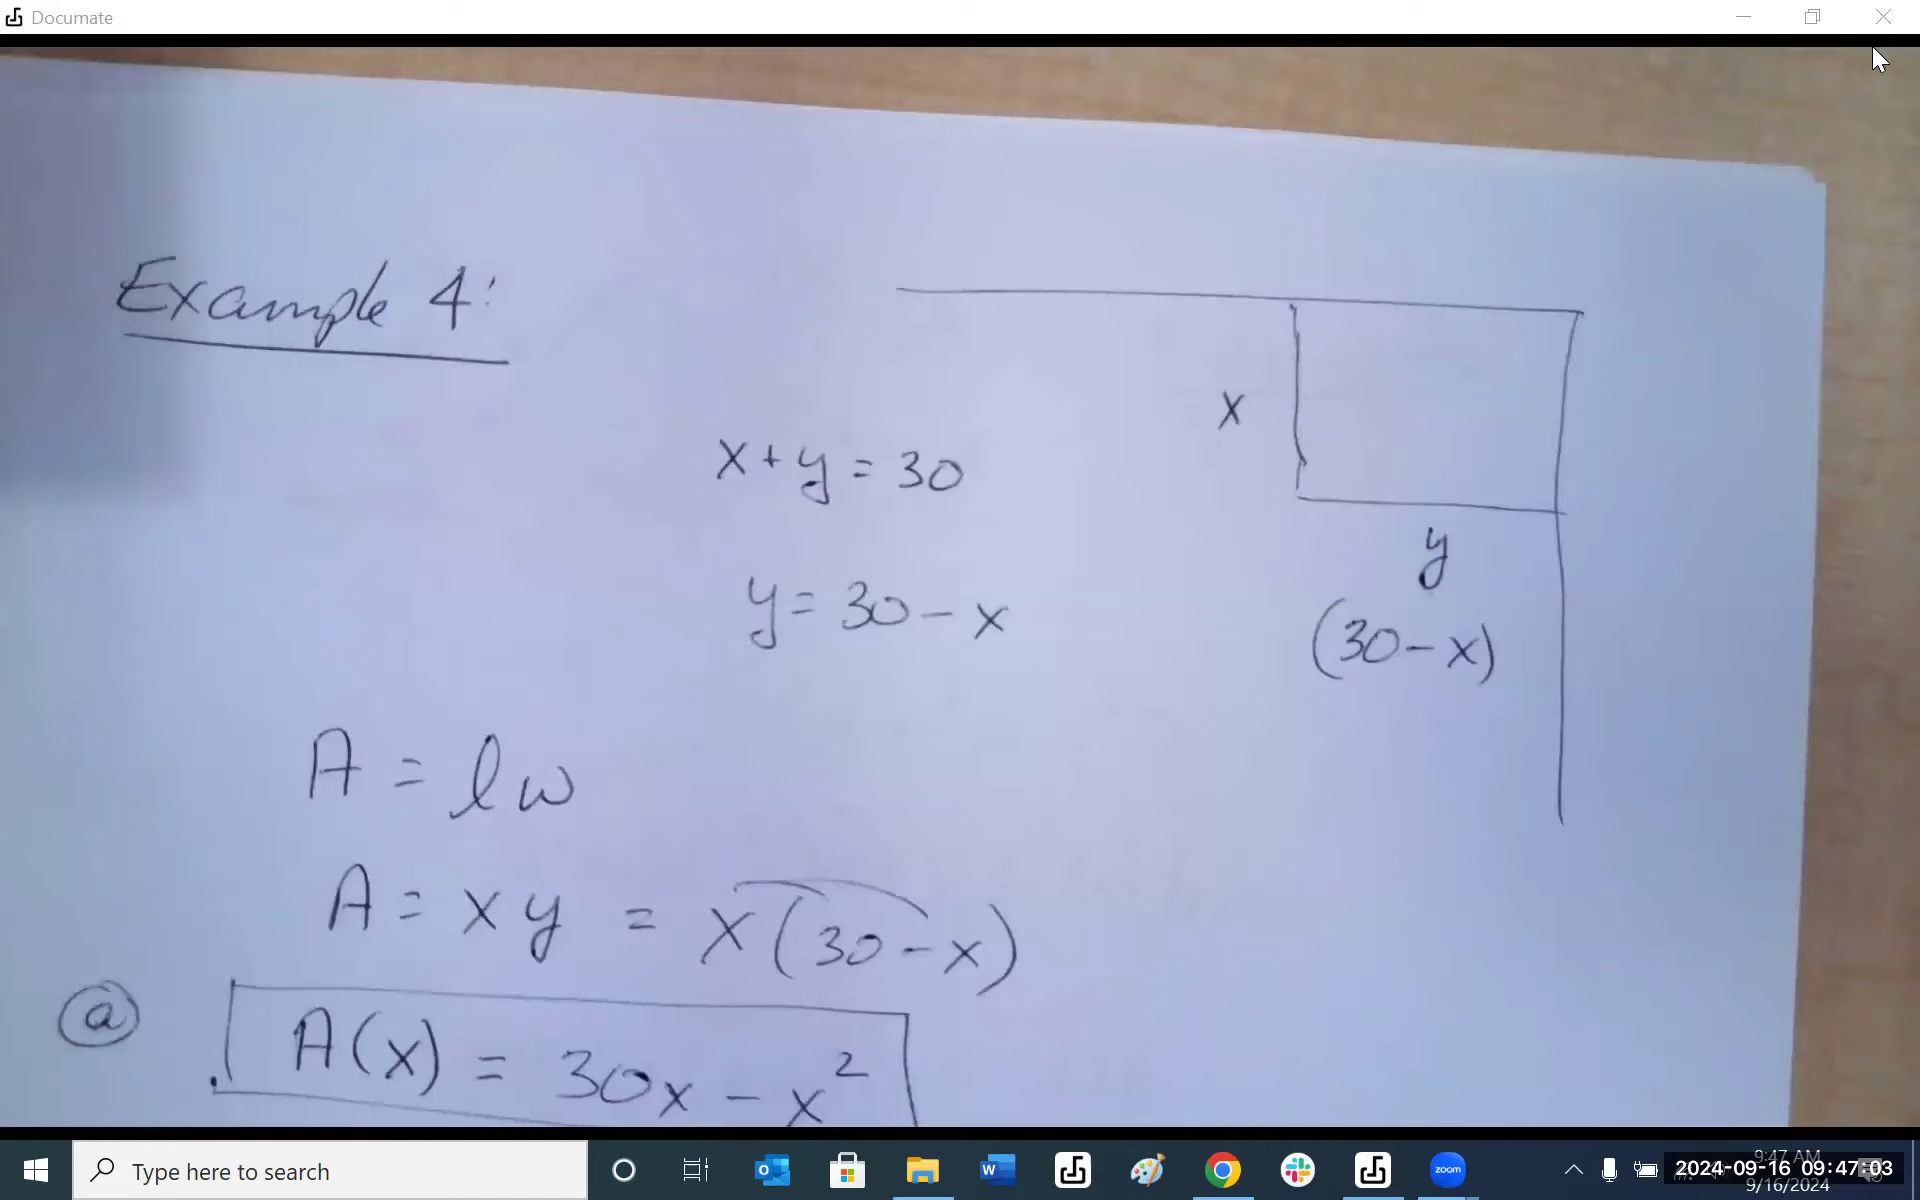 Documate
Example 4:
x
x + y = 30
y
y = 30 - x
(30 - x)
A = lw
A = xy = x(30 - x)
ⓐ
A(x) = 30x - x²
Type here to search
zoom
9:47 AM
2024-09-16 09:47:03
9/16/2024